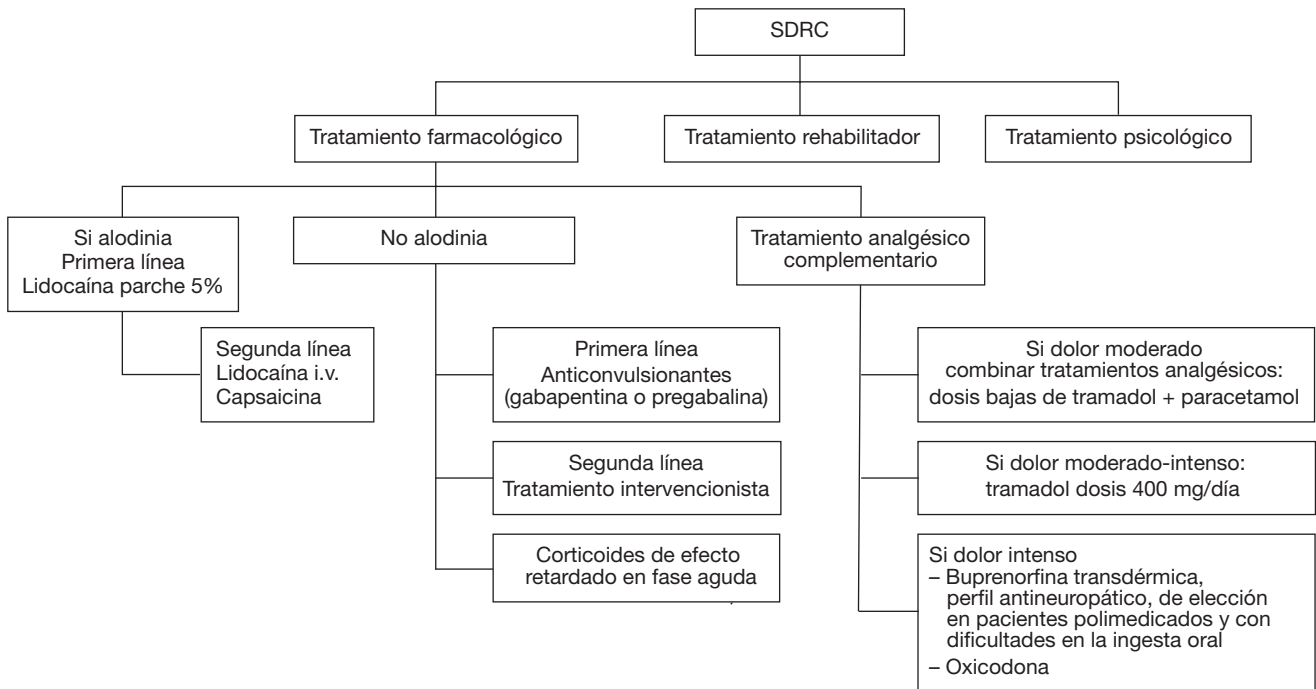 SDRC
Tratamiento farmacológico
Tratamiento rehabilitador
Tratamiento psicológico
Si alodinia
Primera línea
Lidocaína parche 5%
No alodinia
Tratamiento analgésico
complementario
Segunda línea
Lidocaína i.v.
Capsaicina
Primera línea
Anticonvulsionantes
(gabapentina o pregabalina)
Segunda línea
Tratamiento intervencionista
Corticoides de efecto
retardado en fase aguda
Si dolor moderado
combinar tratamientos analgésicos:
dosis bajas de tramadol + paracetamol
Si dolor moderado-intenso:
tramadol dosis 400 mg/día
Si dolor intenso
– Buprenorfina transdérmica,
perfil antineuropático, de elección
en pacientes polimedicados y con
dificultades en la ingesta oral
– Oxicodona